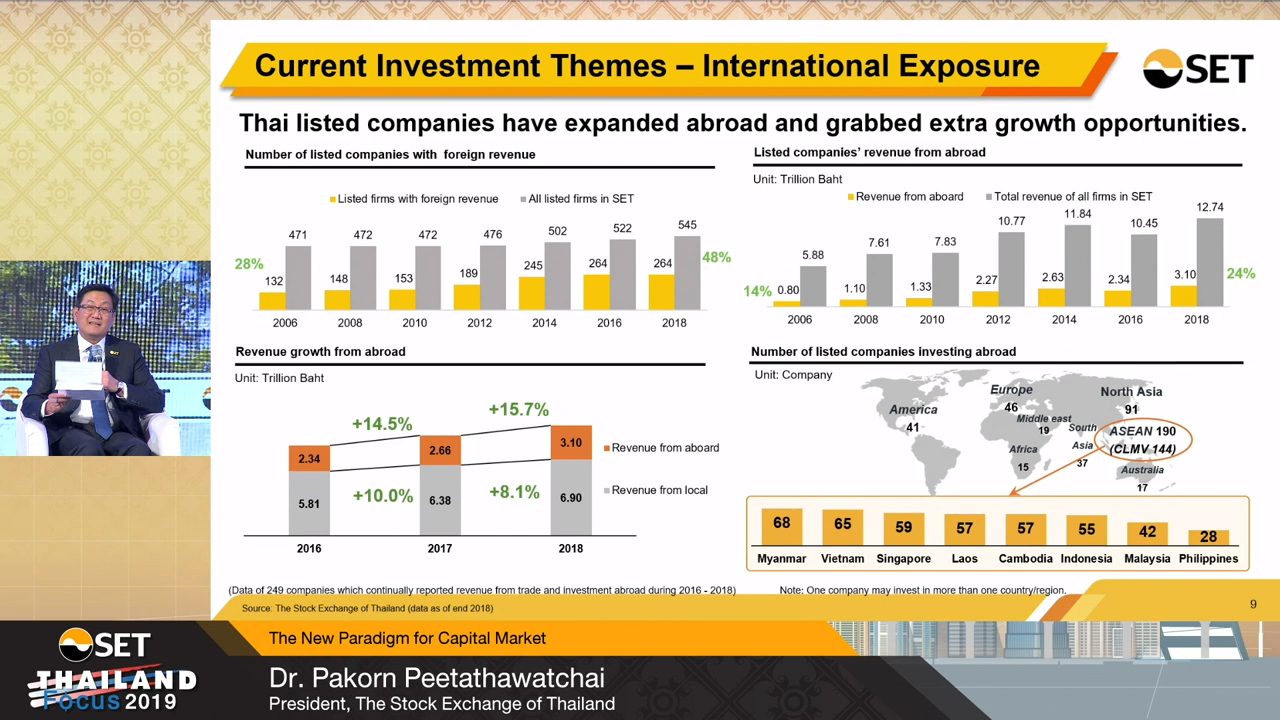 Current Investment Themes – International Exposure
SET
Thai listed companies have expanded abroad and grabbed extra growth opportunities.
Number of listed companies with foreign revenue
Listed firms with foreign revenue
All listed firms in SET
28%
48%
132 471
148 472
153 472
189 476
245 502
264 522
264 545
2006 2008 2010 2012 2014 2016 2018
Listed companies' revenue from abroad
Unit: Trillion Baht
Revenue from aboard
Total revenue of all firms in SET
14%
24%
0.80 5.88
1.10 7.61
1.33 7.83
2.27 10.77
2.63 11.84
2.34 10.45
3.10 12.74
2006 2008 2010 2012 2014 2016 2018
Revenue growth from abroad
Unit: Trillion Baht
+14.5%
+15.7%
2.34 2.66 3.10
Revenue from aboard
+10.0%
+8.1%
5.81 6.38 6.90
Revenue from local
2016 2017 2018
(Data of 249 companies which continually reported revenue from trade and investment abroad during 2016 - 2018)
Number of listed companies investing abroad
Unit: Company
America
41
Europe
46
Middle east
19
Africa
15
South
Asia
37
North Asia
91
ASEAN 190
(CLMV 144)
Australia
17
68 65 59 57 57 55 42 28
Myanmar Vietnam Singapore Laos Cambodia Indonesia Malaysia Philippines
Note: One company may invest in more than one country/region.
Source: The Stock Exchange of Thailand (data as of end 2018)
9
SET
THAILAND
Focus 2019
The New Paradigm for Capital Market
Dr. Pakorn Peetathawatchai
President, The Stock Exchange of Thailand